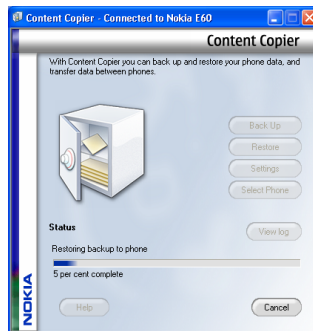 Content Copier - Connected to Nokia E60
Content Copier
With Content Copier you can back up and restore your phone data, and
transfer data between phones.
Back Up
Restore
Settings
Select Phone
Status
View log
Restoring backup to phone
5 per cent complete
Help
Cancel
NOKIA